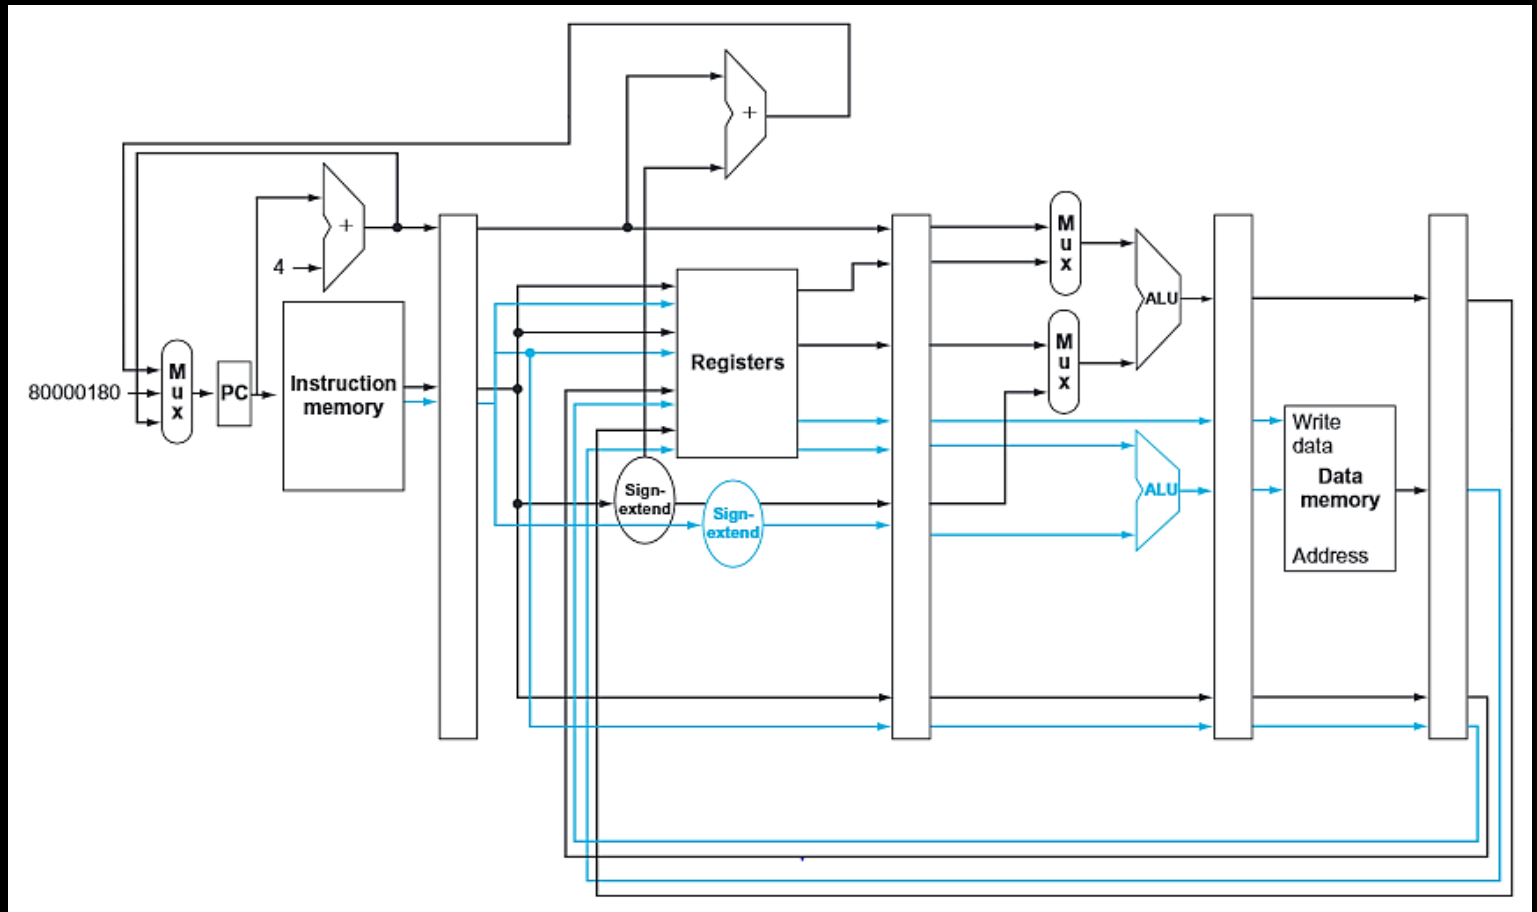 +
+
4
M
u
x
M
u
x
ALU
M
u
x
80000180
M
u
x
PC
Instruction
memory
Registers
Sign-
extend
Sign-
extend
ALU
Write
data
Data
memory
Address